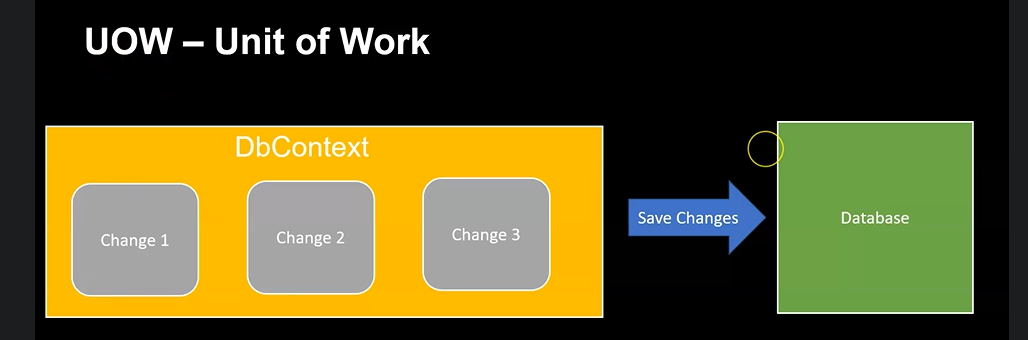 UOW – Unit of Work
DbContext
Change 1
Change 2
Change 3
Save Changes
Database